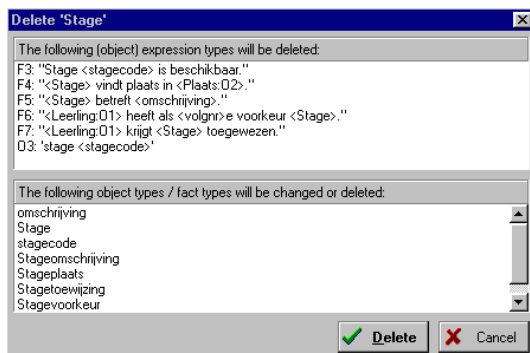 Delete 'Stage'
The following (object) expression types will be deleted:
F3: "Stage <stagecode> is beschikbaar."
F4: "<Stage> vindt plaats in <Plaats:O2>."
F5: "<Stage> betreft <omschrijving>."
F6: "<Leerling:O1> heeft als <volgnr>e voorkeur <Stage>."
F7: "<Leerling:O1> krijgt <Stage> toegewezen."
O3: 'stage <stagecode>'
The following object types / fact types will be changed or deleted:
omschrijving
Stage
stagecode
Stageomschrijving
Stageplaats
Stagetoewijzing
Stagevoorkeur
Delete
Cancel